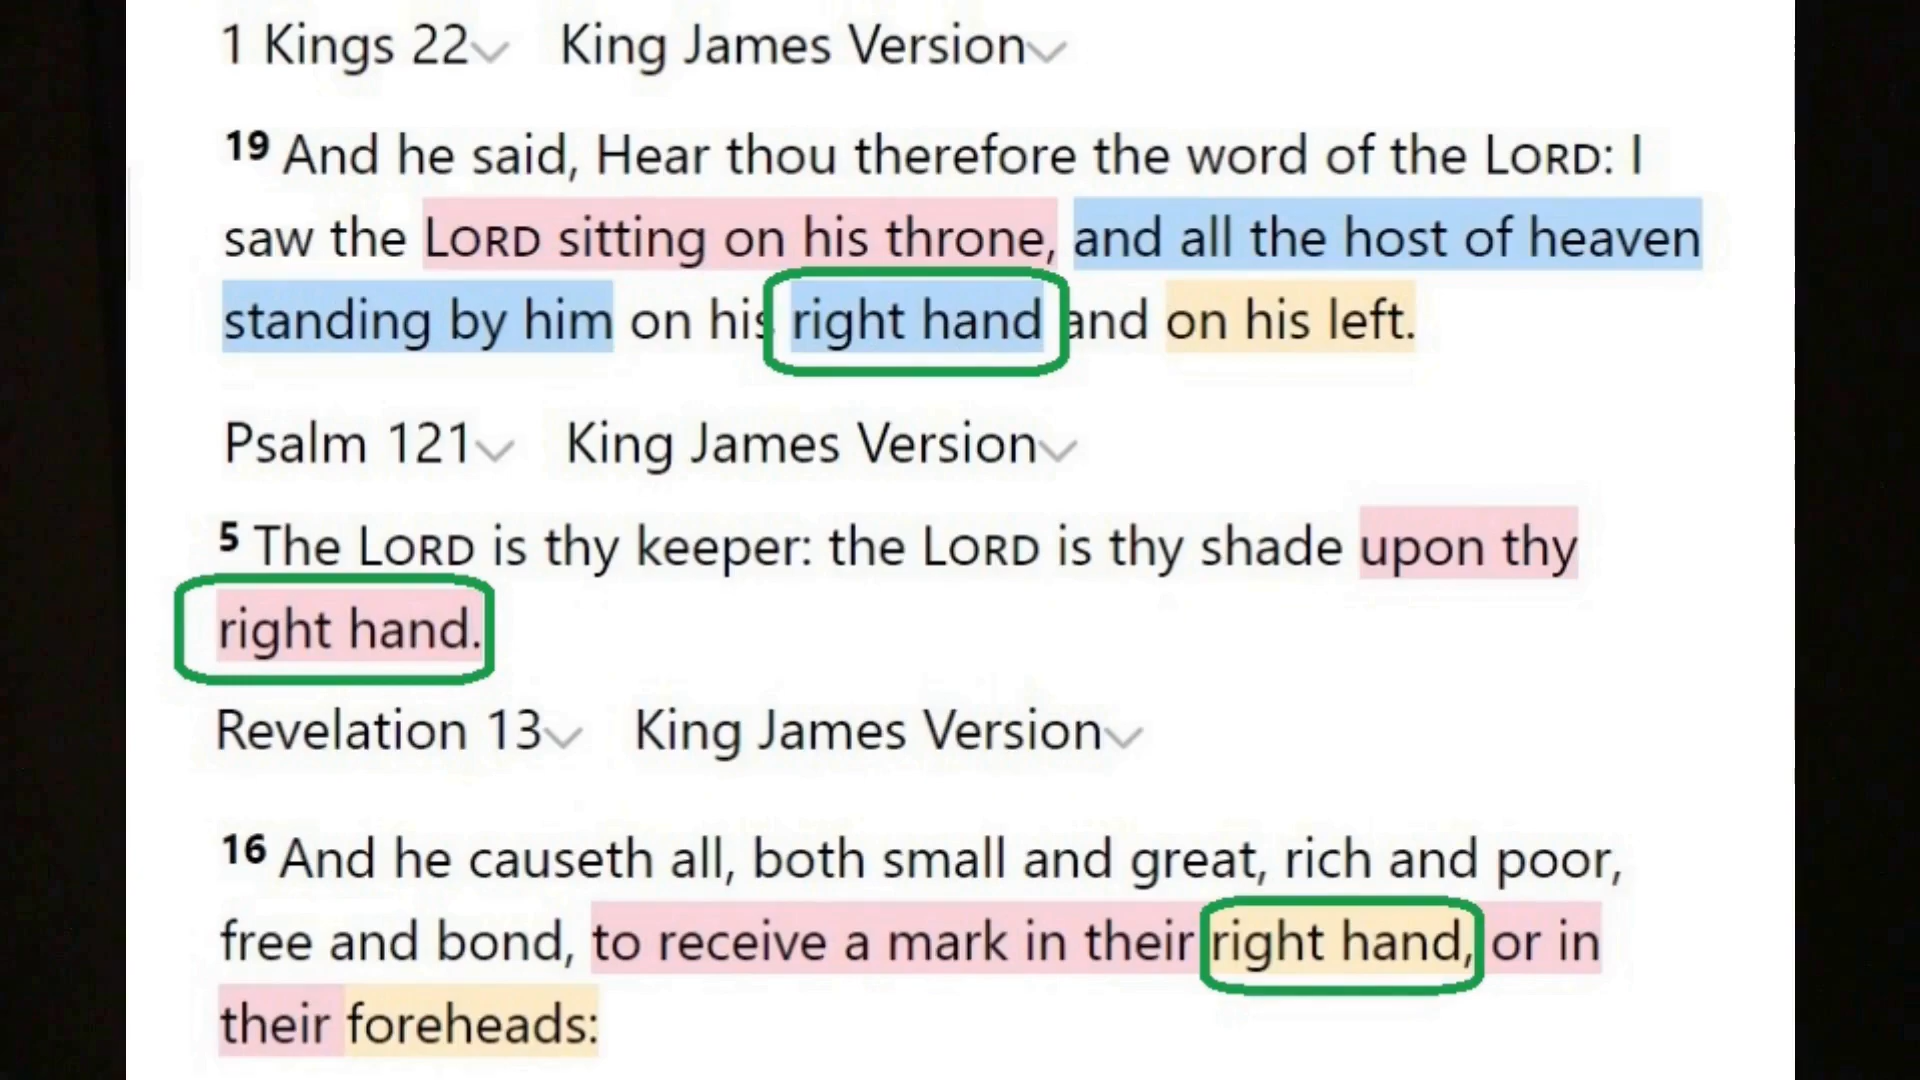 1 Kings 22 King James Version
19 And he said, Hear thou therefore the word of the LORD: I
saw the LORD sitting on his throne, and all the host of heaven
standing by him on his right hand and on his left.
Psalm 121 King James Version
5 The LORD is thy keeper: the LORD is thy shade upon thy
right hand.
Revelation 13 King James Version
16 And he causeth all, both small and great, rich and poor,
free and bond, to receive a mark in their right hand, or in
their foreheads: